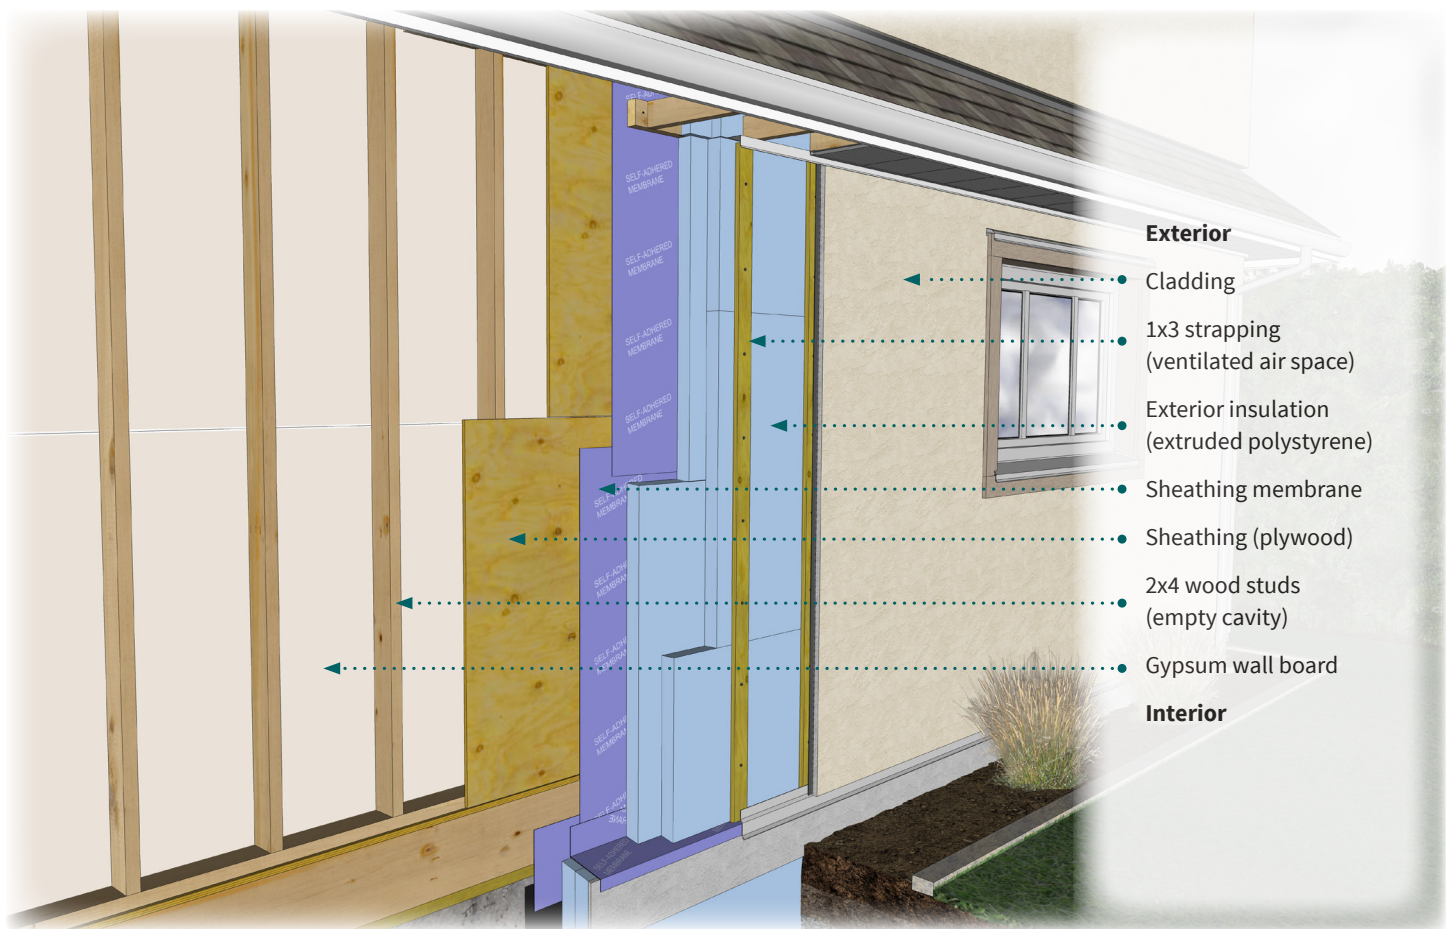 Exterior
Cladding
1x3 strapping
(ventilated air space)
Exterior insulation
(extruded polystyrene)
Sheathing membrane
Sheathing (plywood)
2x4 wood studs
(empty cavity)
Gypsum wall board
Interior
SELF-ADHERED
MEMBRANE
SELF-ADHERED
MEMBRANE
SELF-ADHERED
MEMBRANE
SELF-ADHERED
MEMBRANE